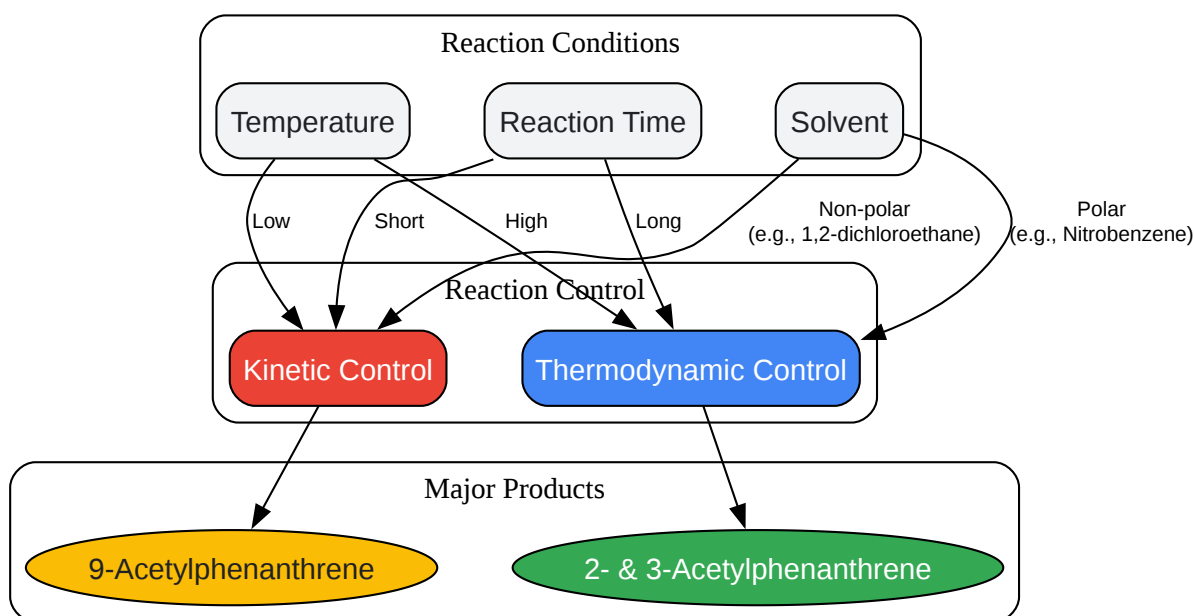 Reaction Conditions
Temperature
Reaction Time
Solvent
Low
Short
High
Long
Non-polar
(e.g., 1,2-dichloroethane)
Polar
(e.g., Nitrobenzene)
Reaction Control
Kinetic Control
Thermodynamic Control
Major Products
9-Acetylphenanthrene
2- & 3-Acetylphenanthrene